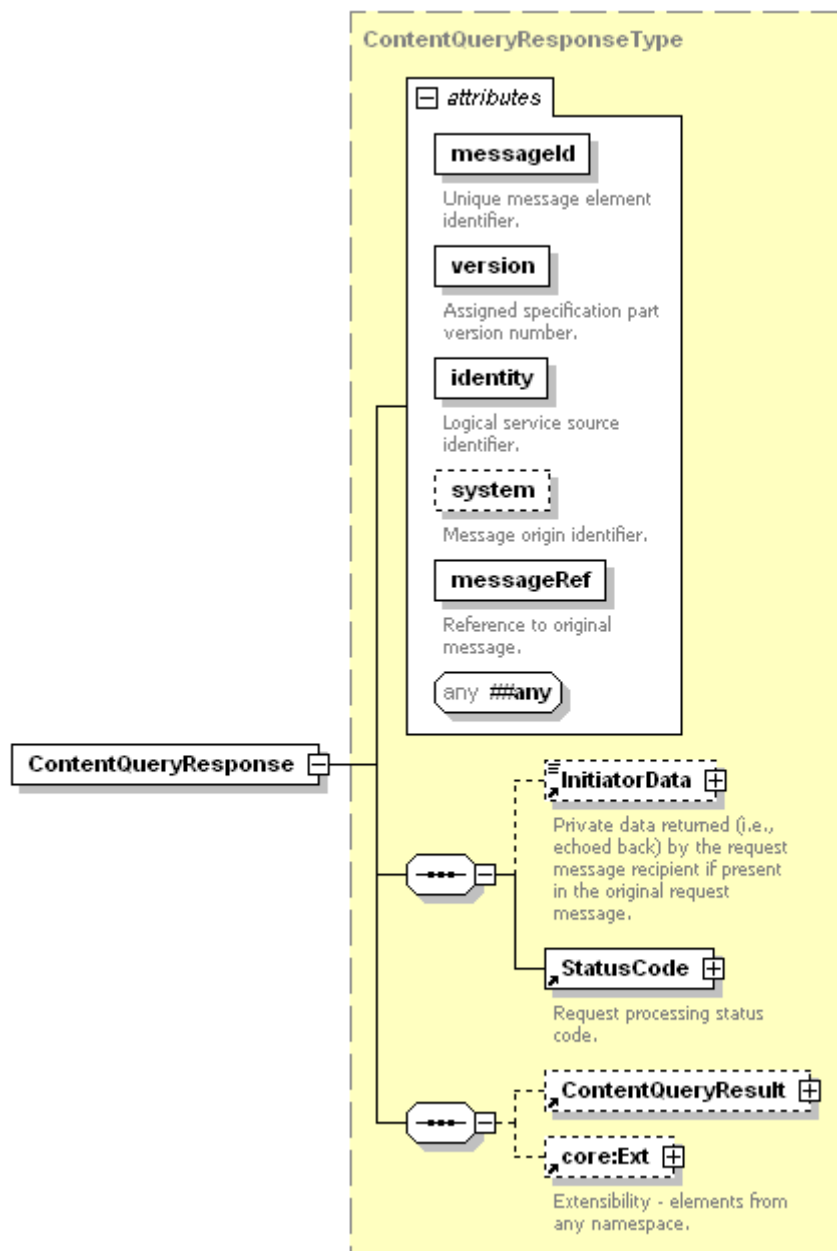 ContentQueryResponseType
attributes
messageId
Unique message element
identifier.
version
Assigned specification part
version number.
identity
Logical service source
identifier.
system
Message origin identifier.
messageRef
Reference to original
message.
any ##any
ContentQueryResponse
InitiatorData
Private data returned (i.e.,
echoed back) by the request
message recipient if present
in the original request
message.
StatusCode
Request processing status
code.
ContentQueryResult
core:Ext
Extensibility - elements from
any namespace.